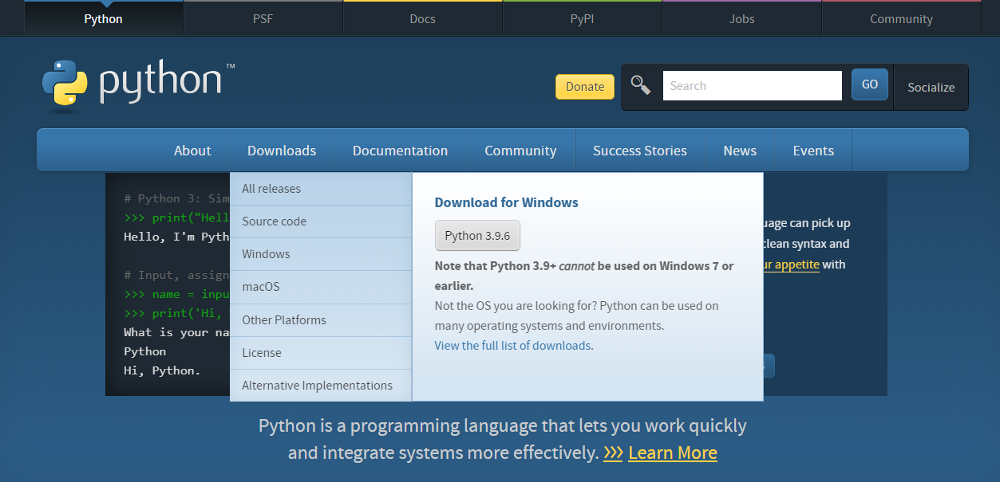 Python
PSF
Docs
PyPI
Jobs
Community
python™
Donate
Search
GO
Socialize
About
Downloads
Documentation
Community
Success Stories
News
Events
# Python 3: Sim
>>> print("Hell
Hello, I'm Pyth
# Input, assign
>>> name = inpu
>>> print('Hi,
What is your na
Python
Hi, Python.
All releases
Source code
Windows
macOS
Other Platforms
License
Alternative Implementations
Download for Windows
Python 3.9.6
Note that Python 3.9+ cannot be used on Windows 7 or
earlier.
Not the OS you are looking for? Python can be used on
many operating systems and environments.
View the full list of downloads.
uage can pick up
clean syntax and
ur appetite with
Python is a programming language that lets you work quickly
and integrate systems more effectively. >>> Learn More